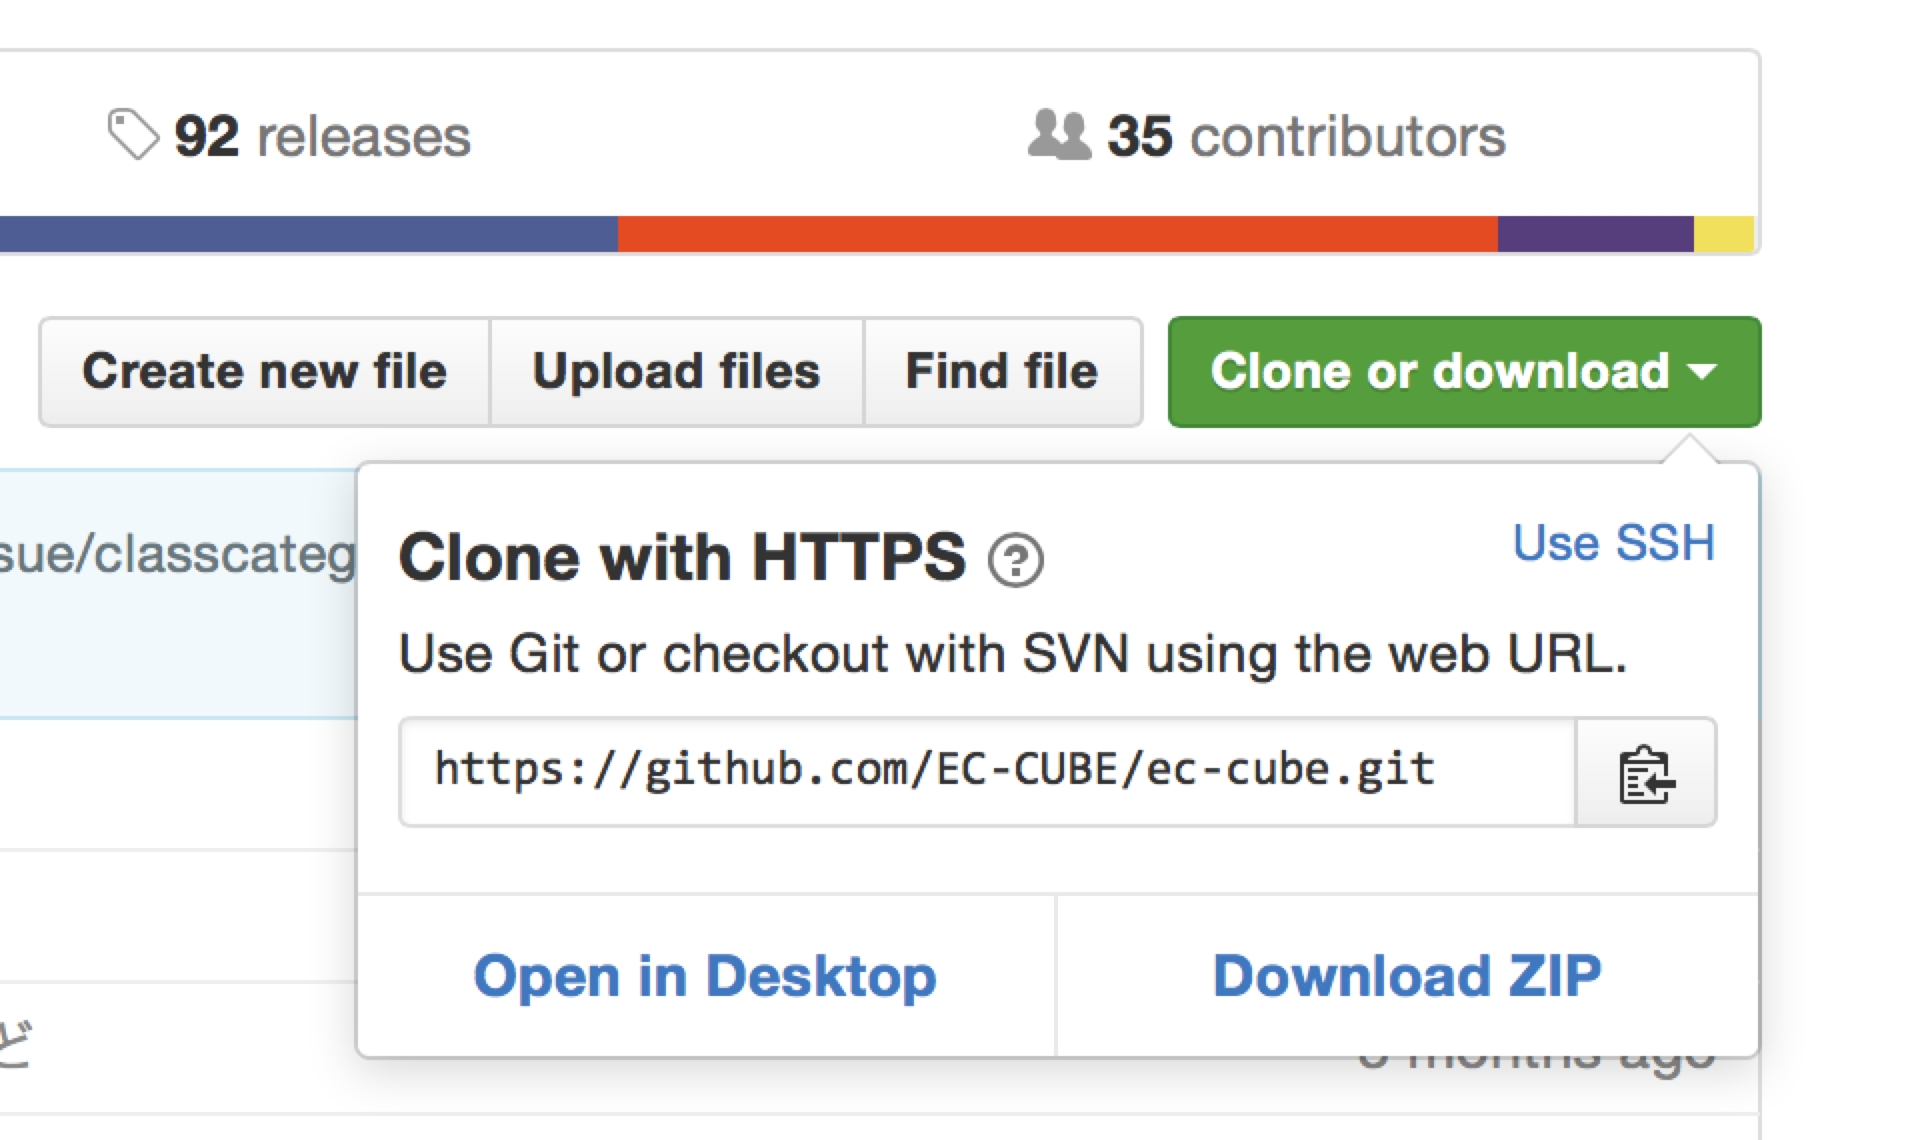 92 releases
35 contributors
Create new file
Upload files
Find file
Clone or download
sue/classcateg
Clone with HTTPS
Use SSH
Use Git or checkout with SVN using the web URL.
https://github.com/EC-CUBE/ec-cube.git
Open in Desktop
Download ZIP
ど
months ago